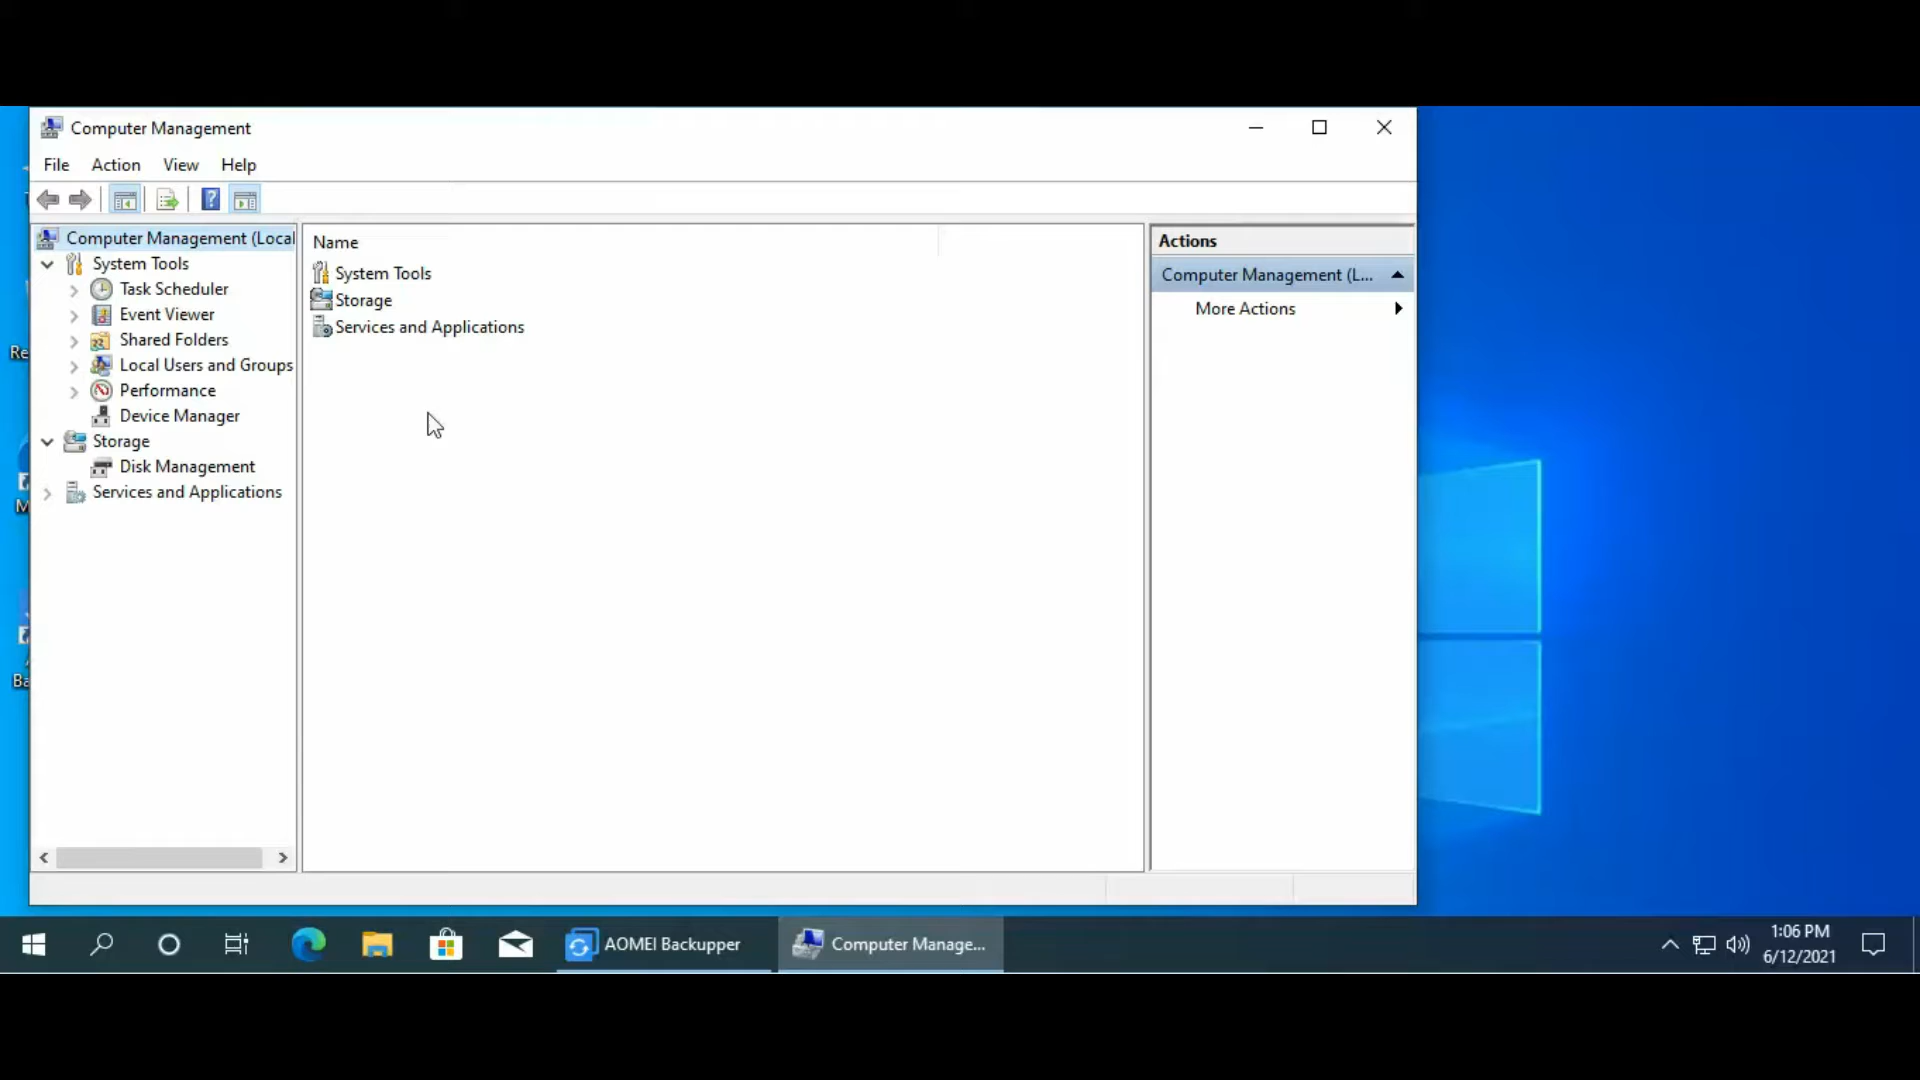 Computer Management
File Action View Help
Computer Management (Local
System Tools
Task Scheduler
Event Viewer
Shared Folders
Local Users and Groups
Performance
Device Manager
Storage
Disk Management
Services and Applications
Name
System Tools
Storage
Services and Applications
Actions
Computer Management (L...
More Actions
Re
M
Ba
AOMEI Backupper
Computer Manage...
1:06 PM
6/12/2021